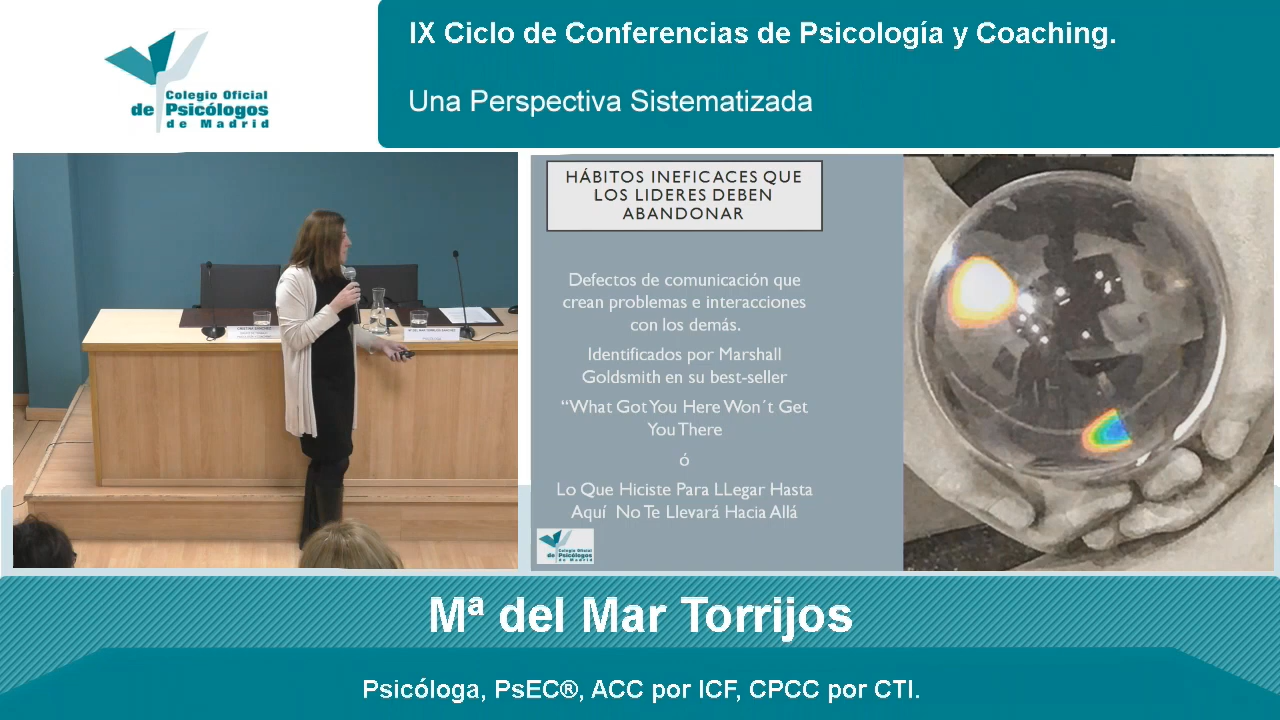 IX Ciclo de Conferencias de Psicología y Coaching.
Una Perspectiva Sistematizada
Colegio Oficial
de Psicólogos
de Madrid
HÁBITOS INEFICACES QUE
LOS LIDERES DEBEN
ABANDONAR
Defectos de comunicación que
crean problemas e interacciones
con los demás.
Identificados por Marshall
Goldsmith en su best-seller
“What Got You Here Won´t Get
You There
ó
Lo Que Hiciste Para LLegar Hasta
Aquí No Te Llevará Hacia Allá
Colegio Oficial
de Psicólogos
de Madrid
Mª del Mar Torrijos
Psicóloga, PsEC®, ACC por ICF, CPCC por CTI.